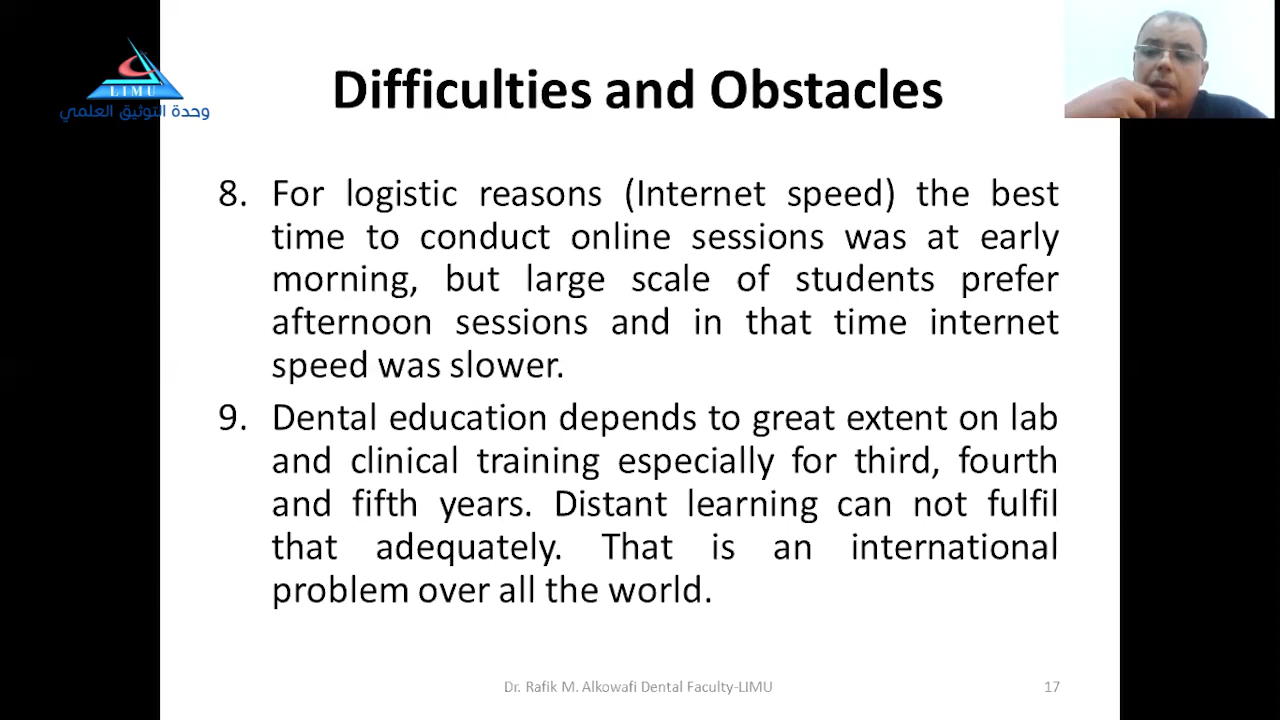 LIMU
وحدة التوثيق العلمي
Difficulties and Obstacles
8. For logistic reasons (Internet speed) the best
time to conduct online sessions was at early
morning, but large scale of students prefer
afternoon sessions and in that time internet
speed was slower.
9. Dental education depends to great extent on lab
and clinical training especially for third, fourth
and fifth years. Distant learning can not fulfil
that adequately. That is an international
problem over all the world.
Dr. Rafik M. Alkowafi Dental Faculty-LIMU
17